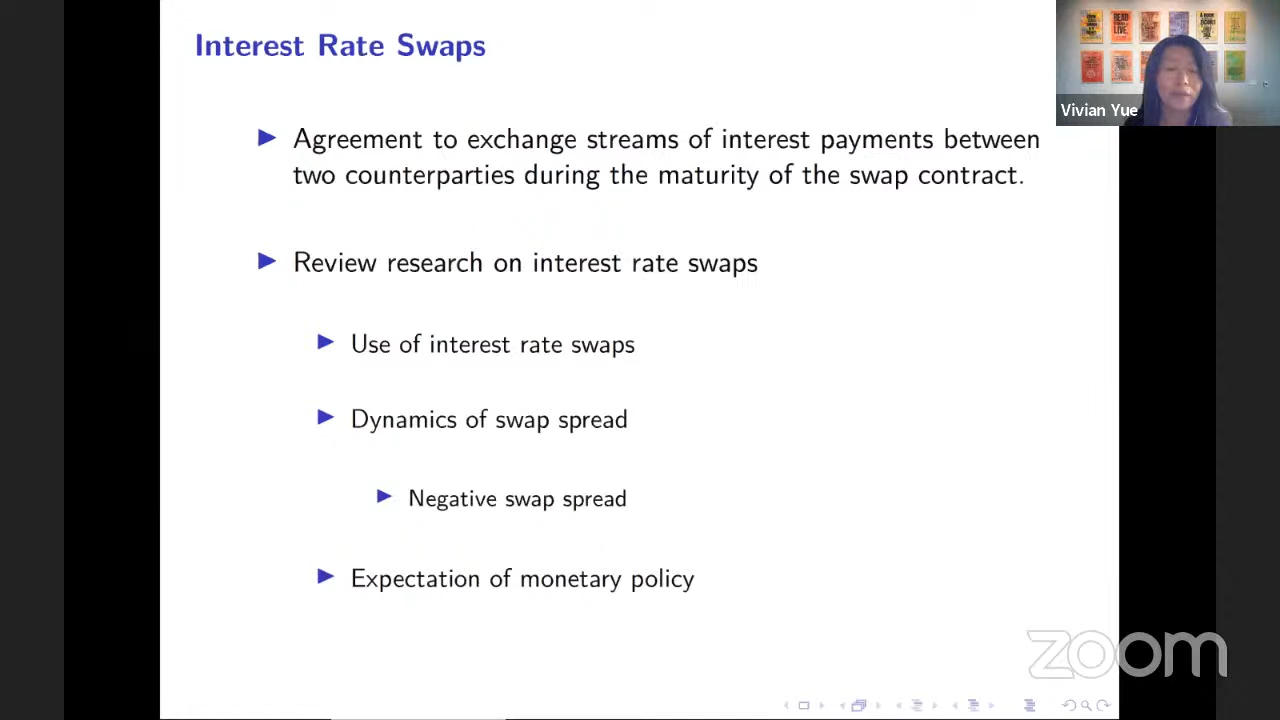 Interest Rate Swaps
Agreement to exchange streams of interest payments between
two counterparties during the maturity of the swap contract.
Review research on interest rate swaps
Use of interest rate swaps
Dynamics of swap spread
Negative swap spread
Expectation of monetary policy
READ
LIVE.
Vivian Yue
zoom